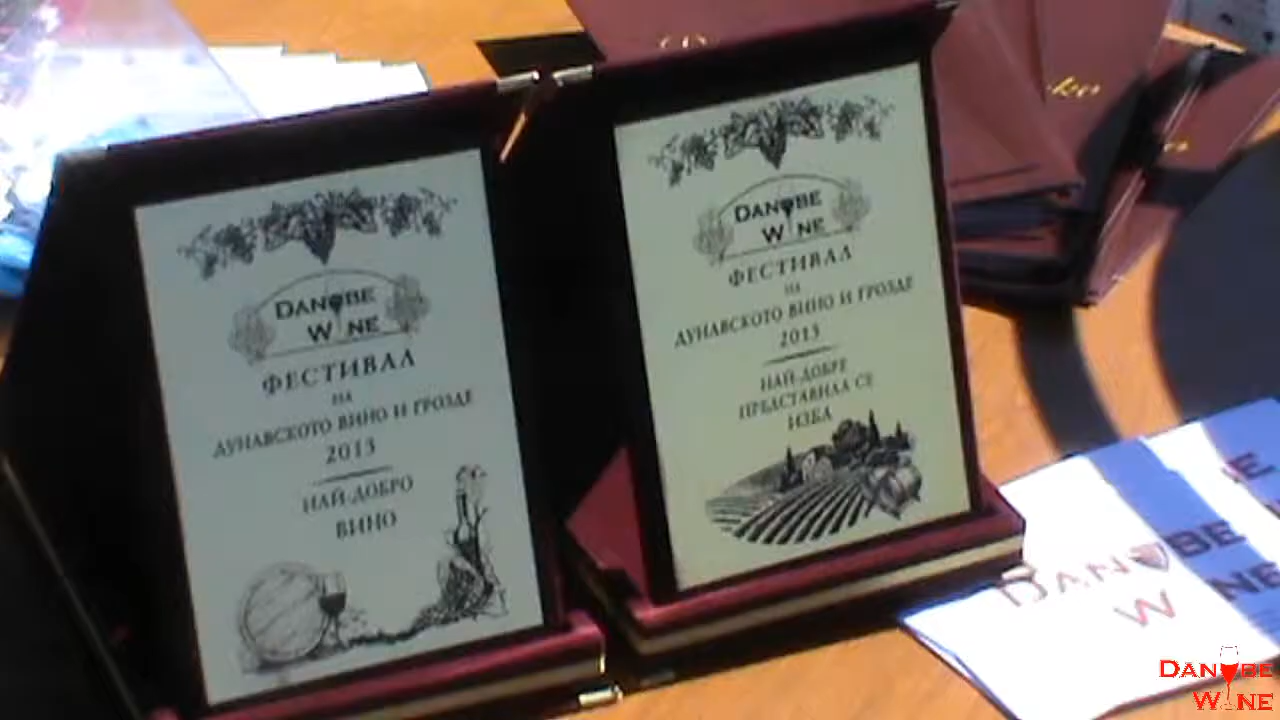 DANUBE
WINE
ФЕСТИВАЛ
НА
ДУНАВСКОТО ВИНО И ГРОЗДЕ
2013
НАЙ-ДОБРО
ВИНО
DANUBE
WINE
ФЕСТИВАЛ
НА
ДУНАВСКОТО ВИНО И ГРОЗДЕ
2013
НАЙ-ДОБРЕ
ПРЕДСТАВИЛА СЕ
ИЗБА
DANUBE
WINE
DANUBE
WINE